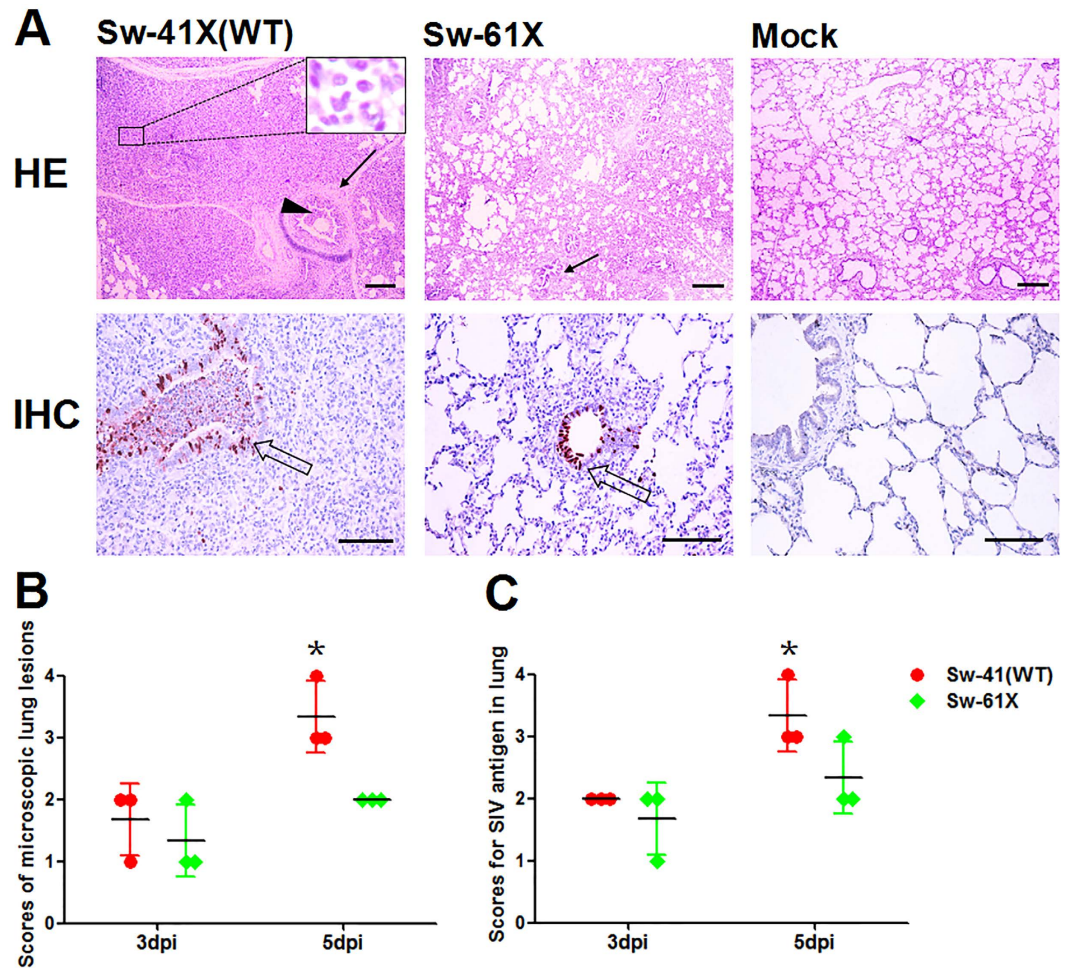 A
Sw-41X(WT)
Sw-61X
Mock
HE
IHC
B
Scores of microscopic lung lesions
4
3
2
1
0
*
3dpi
5dpi
C
Scores for SIV antigen in lung
4
3
2
1
0
*
3dpi
5dpi
Sw-41(WT)
Sw-61X